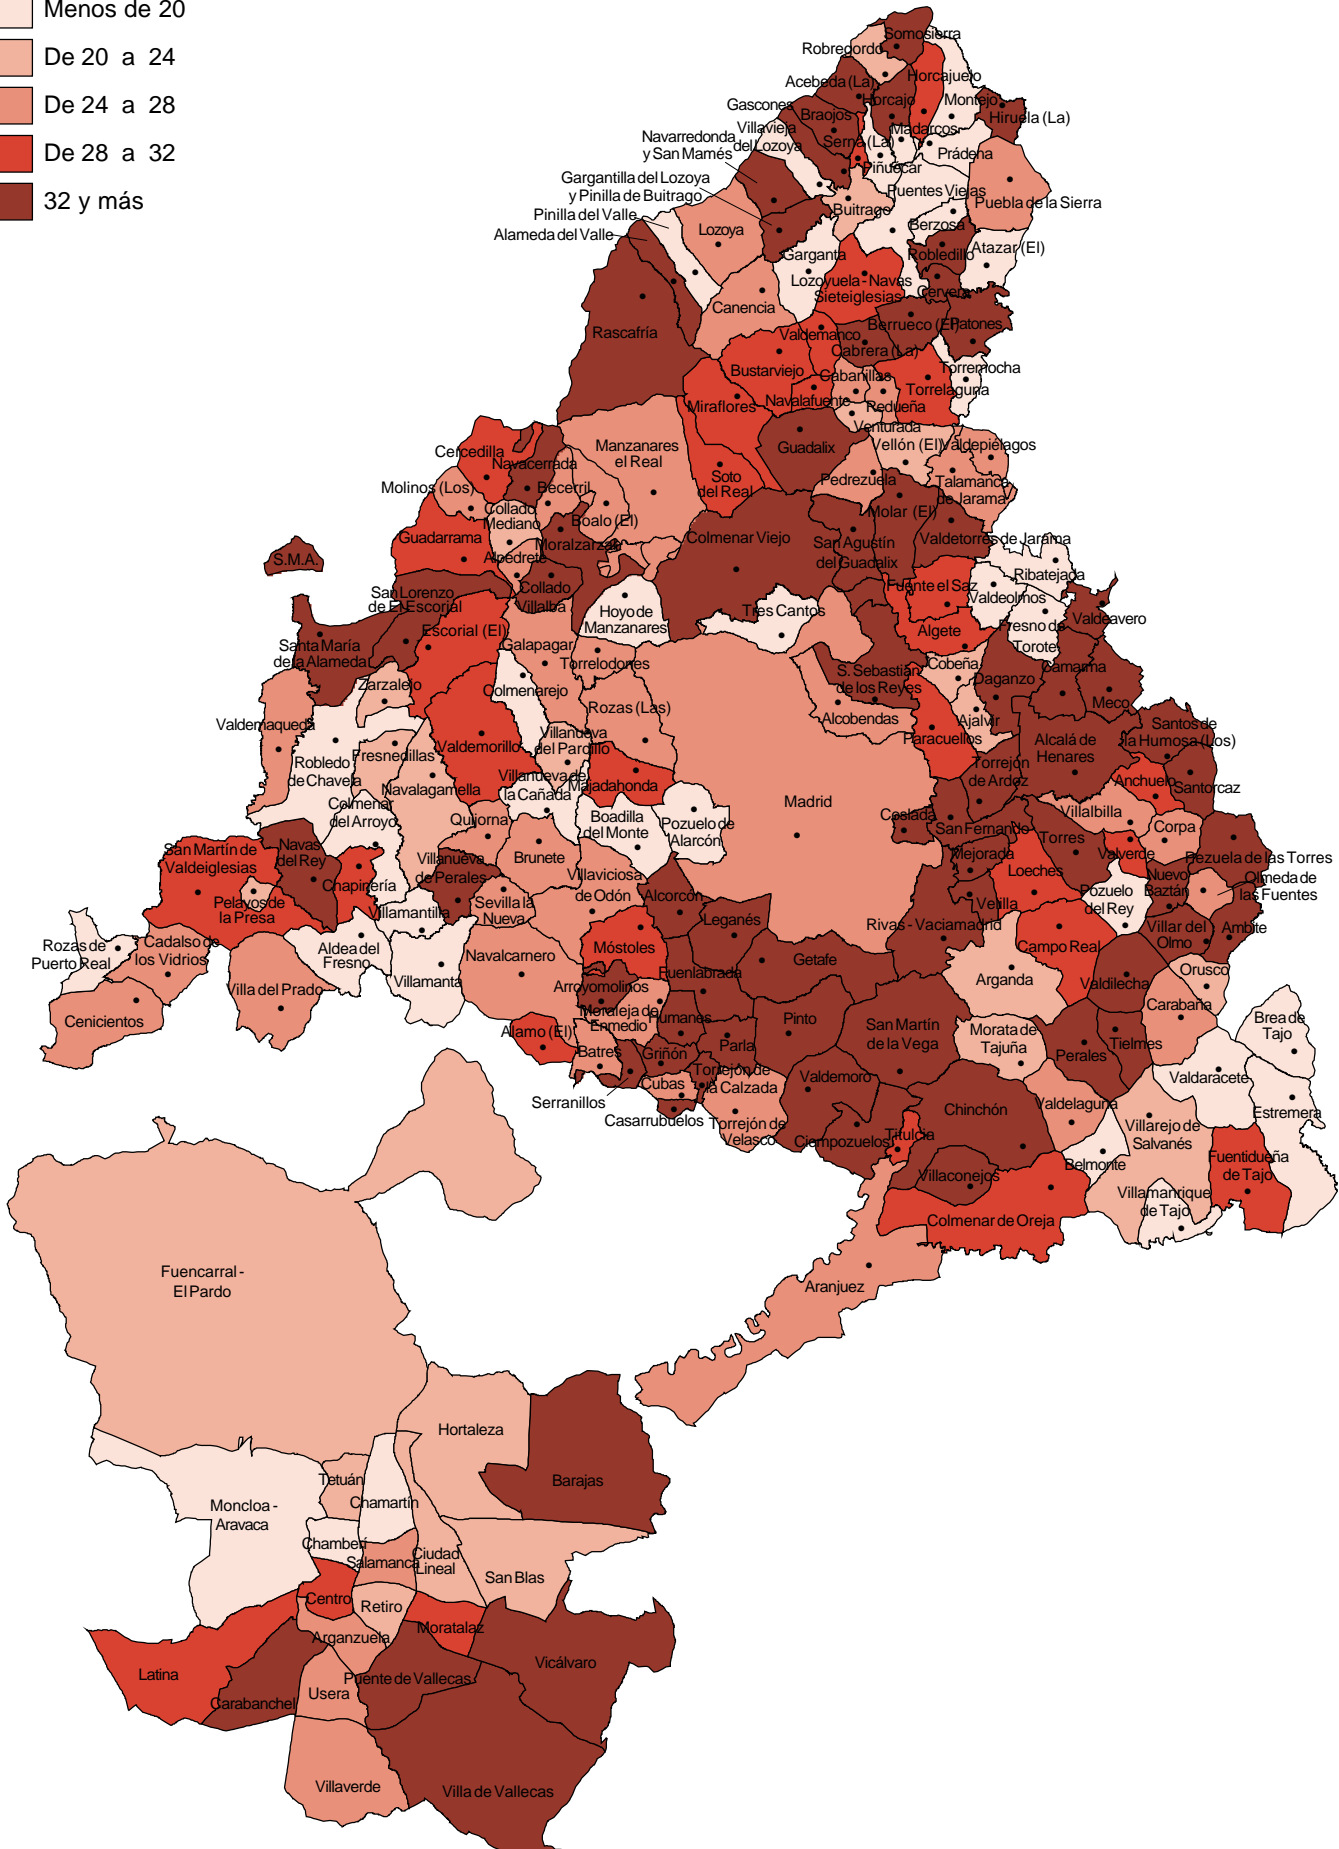 Menos de 20
De 20 a 24
De 24 a 28
De 28 a 32
32 y más
Somosierra
Robregordo
Acebeda (La)
Horcajuelo
Horcajo
Montejo
Hiruela (La)
Gascones
Braojos
Madarcos
Villavieja
del Lozoya
Serna (La)
Prádena
Navarredonda
y San Mamés
Piñuécar
Gargantilla del Lozoya
y Pinilla de Buitrago
Puentes Viejas
Puebla de la Sierra
Pinilla del Valle
Buitrago
Alameda del Valle
Lozoya
Berzosa
Garganta
Robledillo
Atazar (El)
Lozoyuela - Navas
Sieteiglesias
Cervera
Canencia
Rascafría
Valdemanco
Berrueco (El)
Patones
Cabrera (La)
Bustarviejo
Cabanillas
Torremocha
Torrelaguna
Miraflores
Navalafuente
Redueña
Venturada
Cercedilla
Navacerrada
Manzanares
el Real
Guadalix
Vellón (El)
Valdepiélagos
Molinos (Los)
Becerril
Soto
del Real
Pedrezuela
Talamanca
de Jarama
Collado
Mediano
Boalo (El)
Molar (El)
Guadarrama
Moralzarzal
Colmenar Viejo
San Agustín
del Guadalix
Valdetorres de Jarama
S.M.A.
Alpedrete
Ribatejada
San Lorenzo
de El Escorial
Collado
Villalba
Fuente el Saz
Valdeolmos
Hoyo de
Manzanares
Tres Cantos
Valdeavero
Santa María
de la Alameda
Escorial (El)
Galapagar
Algete
Fresno de
Torote
Torrelodones
Cobeña
Camarma
Zarzalejo
Colmenarejo
S. Sebastián
de los Reyes
Daganzo
Meco
Valdemaqueda
Rozas (Las)
Alcobendas
Ajalvir
Santos de
la Humosa (Los)
Robledo
de Chavela
Fresnedillas
Valdemorillo
Villanueva
del Pardillo
Paracuellos
Alcalá de
Henares
Navalagamella
Villanueva de
la Cañada
Majadahonda
Torrejón
de Ardoz
Anchuelo
Santorcaz
Colmenar
del Arroyo
Quijorna
Boadilla
del Monte
Pozuelo de
Alarcón
Madrid
Coslada
San Fernando
Villalbilla
Corpa
San Martín de
Valdeiglesias
Navas
del Rey
Villanueva
de Perales
Brunete
Mejorada
Torres
Valverde
Pezuela de las Torres
Chapinería
Villaviciosa
de Odón
Loeches
Nuevo
Baztán
Olmeda de
las Fuentes
Pelayos de
la Presa
Villamantilla
Sevilla la
Nueva
Alcorcón
Velilla
Pozuelo
del Rey
Leganés
Rivas - Vaciamadrid
Villar del
Olmo
Ambite
Rozas de
Puerto Real
Cadalso de
los Vidrios
Aldea del
Fresno
Móstoles
Campo Real
Navalcarnero
Getafe
Villamanta
Fuenlabrada
Arganda
Valdilecha
Orusco
Villa del Prado
Arroyomolinos
Carabaña
Cenicientos
Moraleja de
Enmedio
Humanes
Pinto
San Martín
de la Vega
Morata de
Tajuña
Brea de
Tajo
Alamo (El)
Parla
Perales
Tielmes
Batres
Griñón
Cubas
Torrejón de
la Calzada
Valdemoro
Valdaracete
Serranillos
Casarrubuelos
Torrejón de
Velasco
Chinchón
Valdelaguna
Villarejo de
Salvanés
Estremera
Ciempozuelos
Titulcia
Belmonte
Fuentidueña
de Tajo
Villaconejos
Villamanrique
de Tajo
Colmenar de Oreja
Aranjuez
Fuencarral -
El Pardo
Hortaleza
Barajas
Tetuán
Chamartín
Moncloa -
Aravaca
Chamberí
Salamanca
Ciudad
Lineal
San Blas
Centro
Retiro
Moratalaz
Arganzuela
Latina
Carabanchel
Usera
Puente de Vallecas
Vicálvaro
Villaverde
Villa de Vallecas